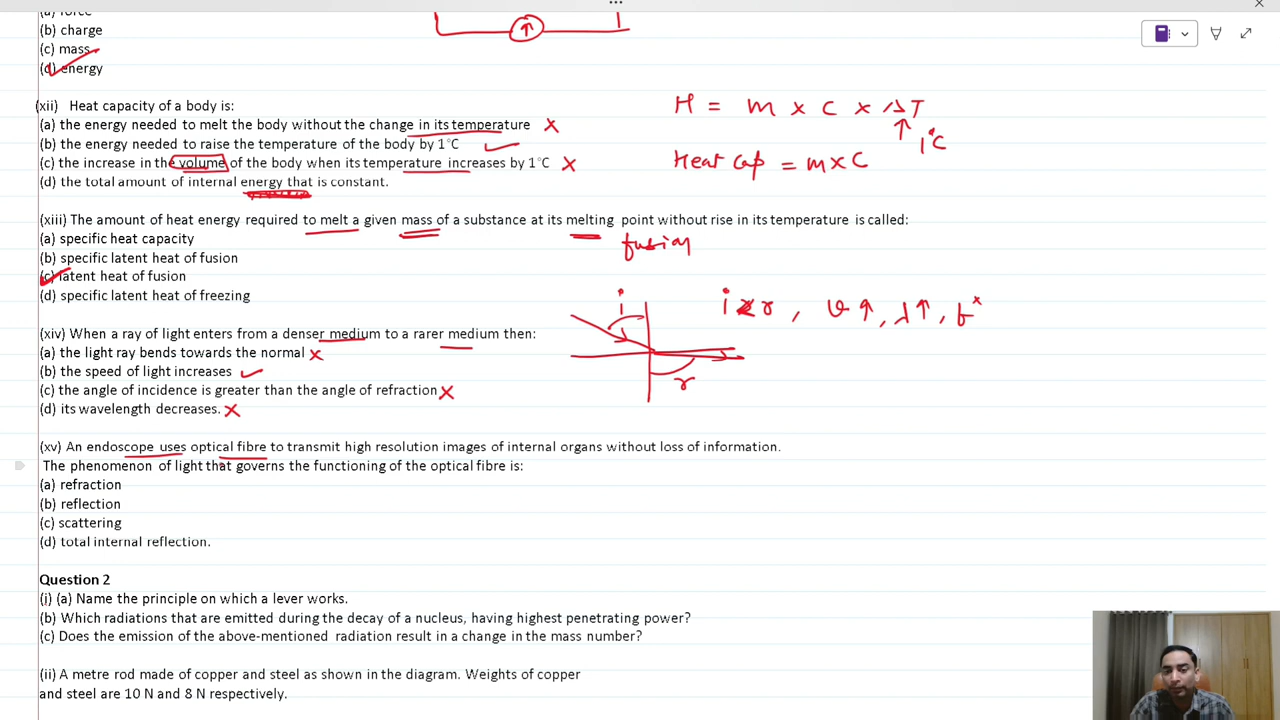 (a) force
(b) charge
(c) mass
(d) energy
(xii) Heat capacity of a body is:
(a) the energy needed to melt the body without the change in its temperature
(b) the energy needed to raise the temperature of the body by 1°C
(c) the increase in the volume of the body when its temperature increases by 1°C
(d) the total amount of internal energy that is constant.
H = m x C x ΔT
1°C
Heat cap = m x C
(xiii) The amount of heat energy required to melt a given mass of a substance at its melting point without rise in its temperature is called:
fusion
(a) specific heat capacity
(b) specific latent heat of fusion
(c) latent heat of fusion
(d) specific latent heat of freezing
i
i < r, v ↑, λ ↑, f x
r
(xiv) When a ray of light enters from a denser medium to a rarer medium then:
(a) the light ray bends towards the normal
(b) the speed of light increases
(c) the angle of incidence is greater than the angle of refraction
(d) its wavelength decreases.
(xv) An endoscope uses optical fibre to transmit high resolution images of internal organs without loss of information.
The phenomenon of light that governs the functioning of the optical fibre is:
(a) refraction
(b) reflection
(c) scattering
(d) total internal reflection.
Question 2
(i) (a) Name the principle on which a lever works.
(b) Which radiations that are emitted during the decay of a nucleus, having highest penetrating power?
(c) Does the emission of the above-mentioned radiation result in a change in the mass number?
(ii) A metre rod made of copper and steel as shown in the diagram. Weights of copper
and steel are 10 N and 8 N respectively.